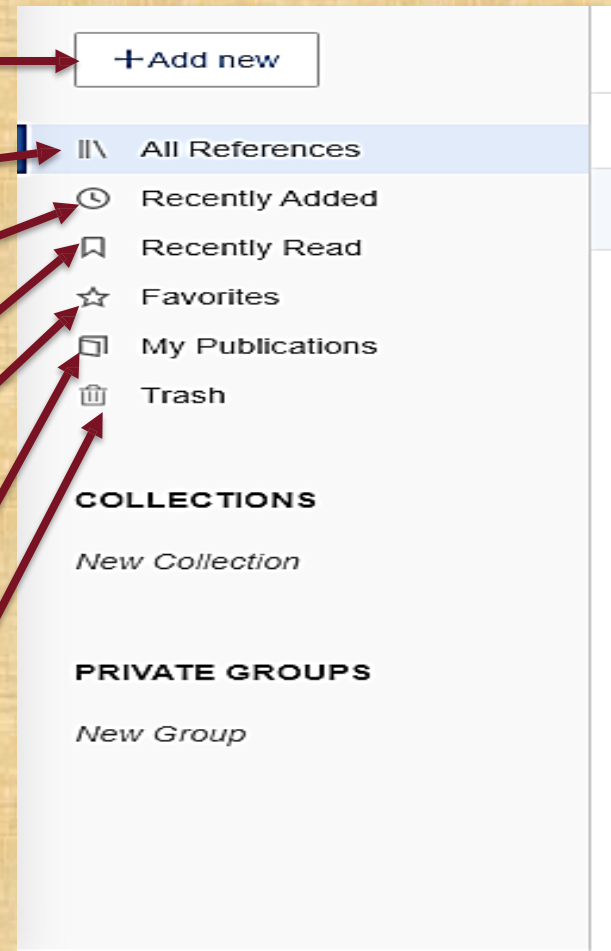 +Add new
All References
Recently Added
Recently Read
Favorites
My Publications
Trash
COLLECTIONS
New Collection
PRIVATE GROUPS
New Group